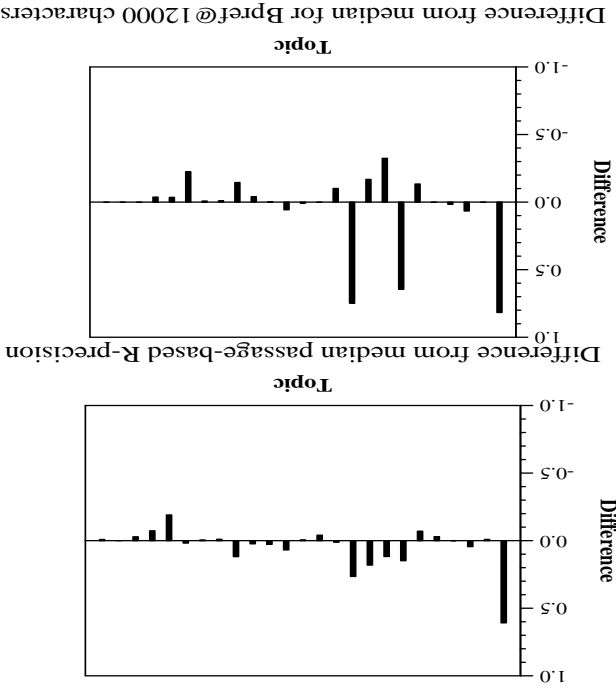 1.0
0.5
0.0
-0.5
-1.0
Difference
Topic
Difference from median passage-based R-precision
1.0
0.5
0.0
-0.5
-1.0
Difference
Topic
Difference from median for Bpref@12000 characters